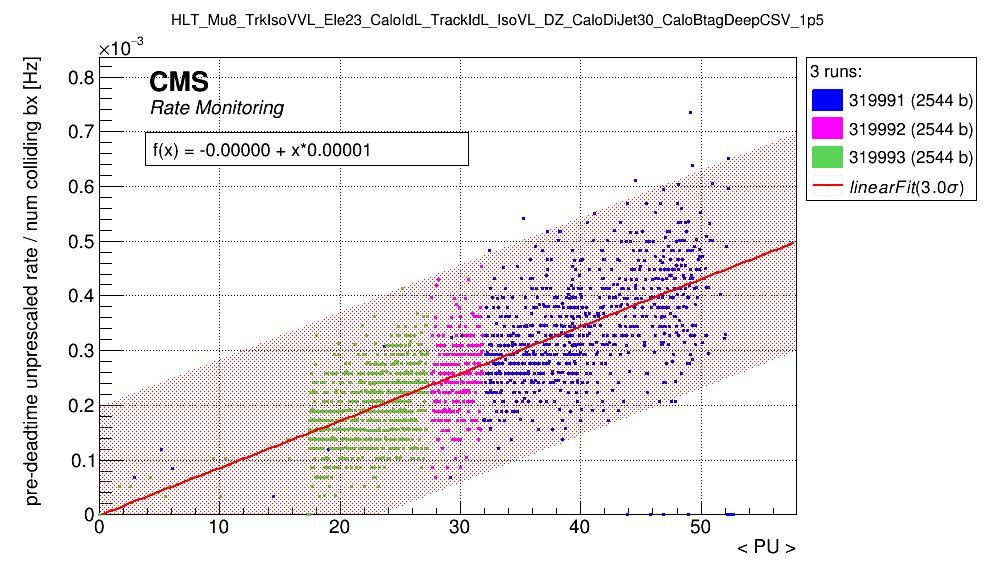 HLT_Mu8_TrkIsoVVL_Ele23_CaloIdL_TrackIdL_IsoVL_DZ_CaloDiJet30_CaloBtagDeepCSV_1p5
×10⁻³
CMS
Rate Monitoring
f(x) = -0.00000 + x*0.00001
3 runs:
319991 (2544 b)
319992 (2544 b)
319993 (2544 b)
linearFit(3.0σ)
pre-deadtime unprescaled rate / num colliding bx [Hz]
0.8
0.7
0.6
0.5
0.4
0.3
0.2
0.1
0
0 10 20 30 40 50
< PU >